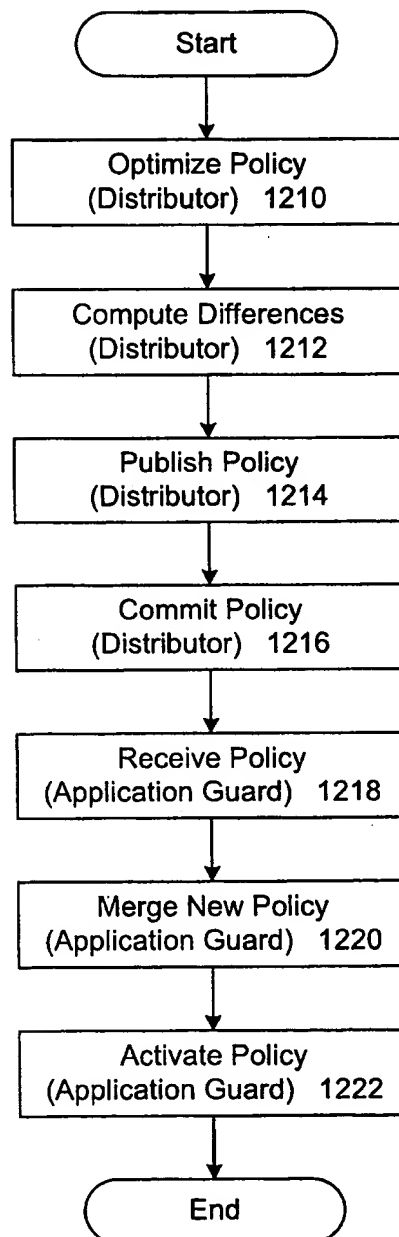 Start
Optimize Policy
(Distributor) 1210
Compute Differences
(Distributor) 1212
Publish Policy
(Distributor) 1214
Commit Policy
(Distributor) 1216
Receive Policy
(Application Guard) 1218
Merge New Policy
(Application Guard) 1220
Activate Policy
(Application Guard) 1222
End